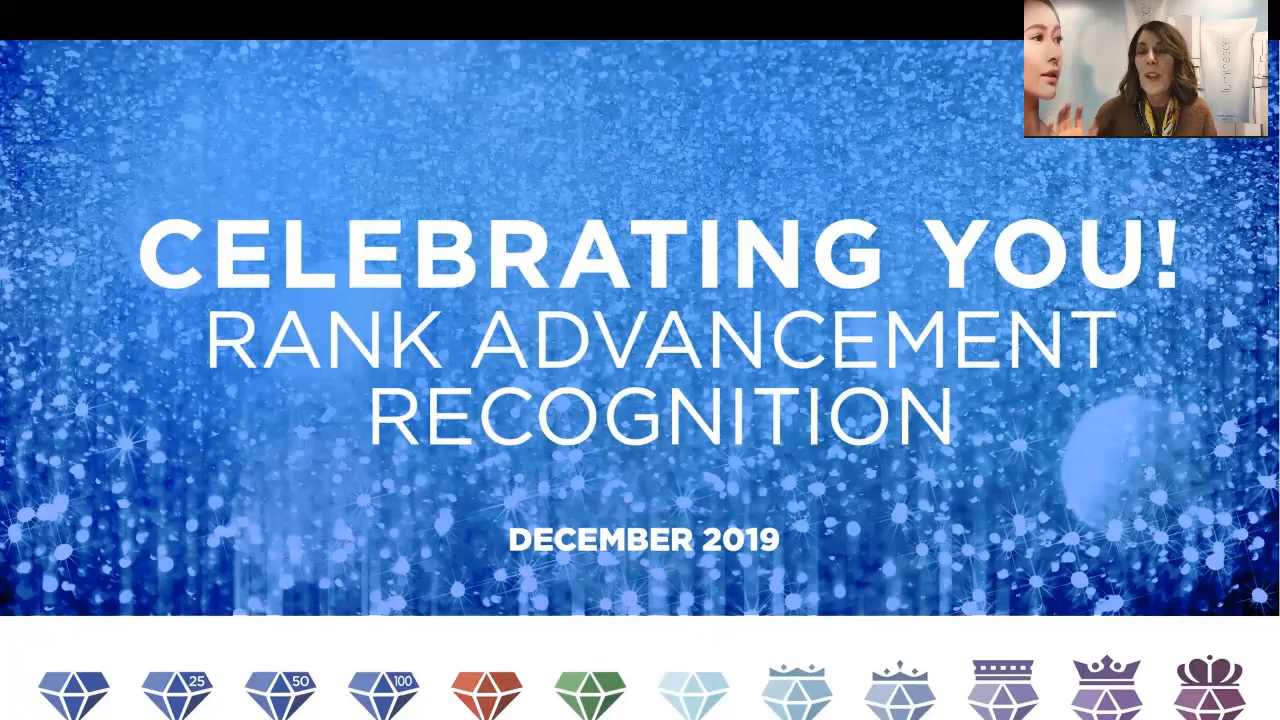 CELEBRATING YOU!
RANK ADVANCEMENT
RECOGNITION
DECEMBER 2019
25
50
100